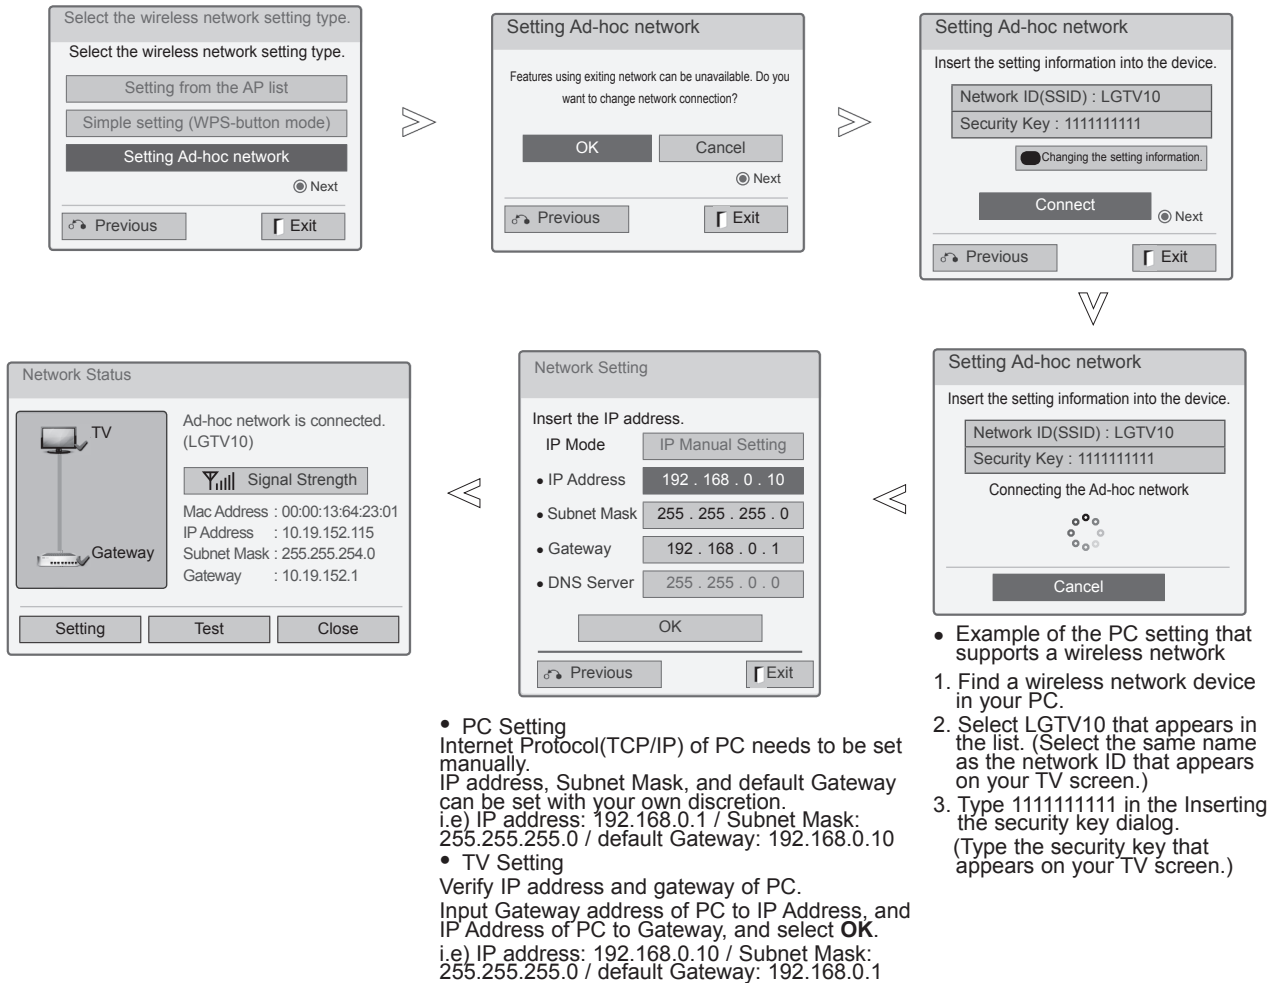 Select the wireless network setting type.
Select the wireless network setting type.
Setting from the AP list
Simple setting (WPS-button mode)
Setting Ad-hoc network
Next
Previous
Exit
Setting Ad-hoc network
Features using exiting network can be unavailable. Do you
want to change network connection?
OK
Cancel
Next
Previous
Exit
Setting Ad-hoc network
Insert the setting information into the device.
Network ID(SSID) : LGTV10
Security Key : 1111111111
Changing the setting information.
Connect
Next
Previous
Exit
Setting Ad-hoc network
Insert the setting information into the device.
Network ID(SSID) : LGTV10
Security Key : 1111111111
Connecting the Ad-hoc network
Cancel
• Example of the PC setting that
supports a wireless network
1. Find a wireless network device
in your PC.
2. Select LGTV10 that appears in
the list. (Select the same name
as the network ID that appears
on your TV screen.)
3. Type 1111111111 in the Inserting
the security key dialog.
(Type the security key that
appears on your TV screen.)
Network Setting
Insert the IP address.
IP Mode IP Manual Setting
• IP Address 192 . 168 . 0 . 10
• Subnet Mask 255 . 255 . 255 . 0
• Gateway 192 . 168 . 0 . 1
• DNS Server 255 . 255 . 0 . 0
OK
Previous
Exit
• PC Setting
Internet Protocol(TCP/IP) of PC needs to be set
manually.
IP address, Subnet Mask, and default Gateway
can be set with your own discretion.
i.e) IP address: 192.168.0.1 / Subnet Mask:
255.255.255.0 / default Gateway: 192.168.0.10
• TV Setting
Verify IP address and gateway of PC.
Input Gateway address of PC to IP Address, and
IP Address of PC to Gateway, and select OK.
i.e) IP address: 192.168.0.10 / Subnet Mask:
255.255.255.0 / default Gateway: 192.168.0.1
Network Status
TV
Gateway
Ad-hoc network is connected.
(LGTV10)
Signal Strength
Mac Address : 00:00:13:64:23:01
IP Address : 10.19.152.115
Subnet Mask : 255.255.254.0
Gateway : 10.19.152.1
Setting
Test
Close